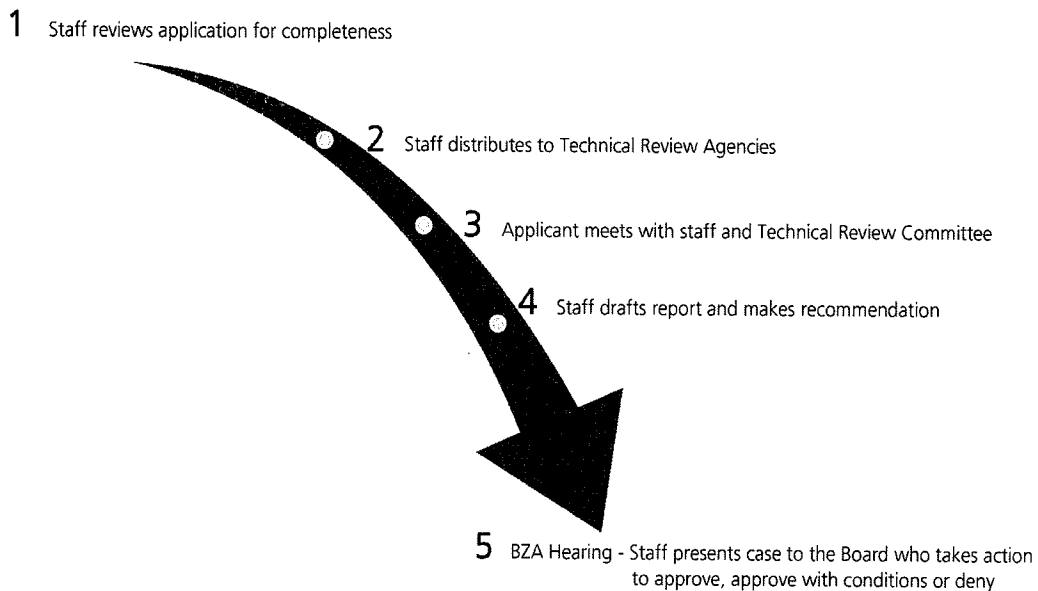 1 Staff reviews application for completeness
2 Staff distributes to Technical Review Agencies
3 Applicant meets with staff and Technical Review Committee
4 Staff drafts report and makes recommendation
5 BZA Hearing - Staff presents case to the Board who takes action
to approve, approve with conditions or deny